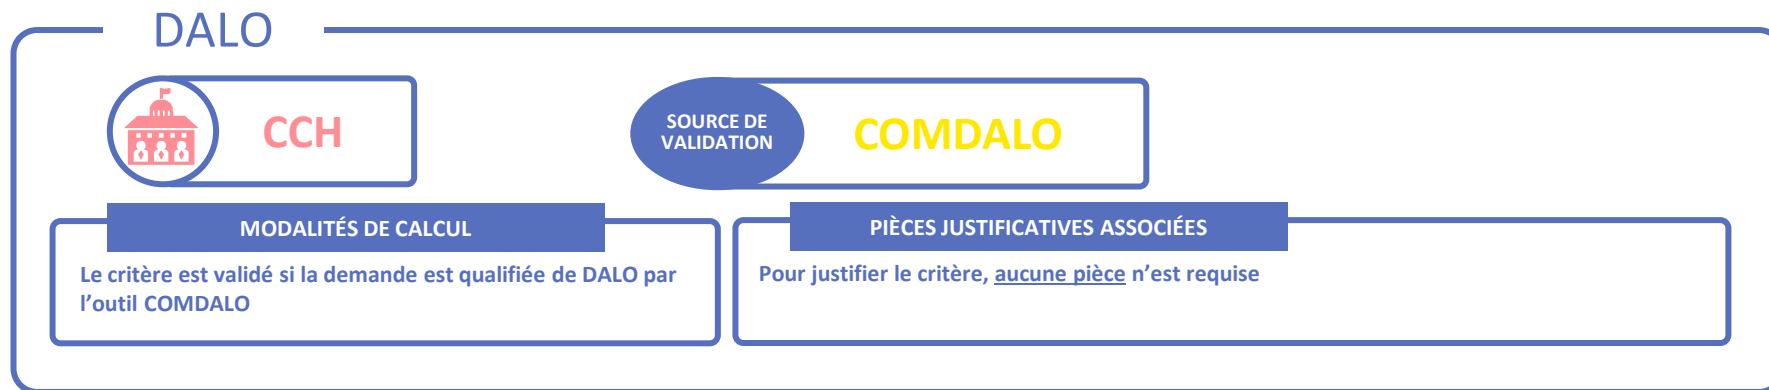 DALO
CCH
SOURCE DE
VALIDATION
COMDALO
MODALITÉS DE CALCUL
Le critère est validé si la demande est qualifiée de DALO par
l’outil COMDALO
PIÈCES JUSTIFICATIVES ASSOCIÉES
Pour justifier le critère, aucune pièce n’est requise